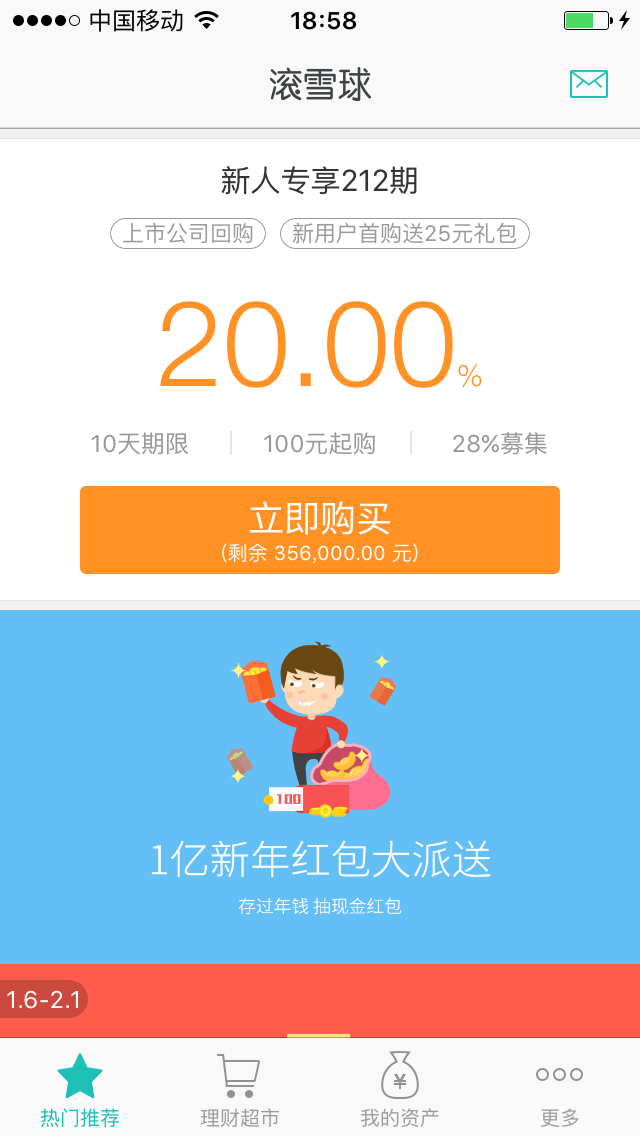 中国移动 18:58
滚雪球
新人专享212期
上市公司回购 新用户首购送25元礼包
20.00%
10天期限 100元起购 28%募集
立即购买
(剩余 356,000.00 元)
100
1亿新年红包大派送
存过年钱 抽现金红包
1.6-2.1
热门推荐 理财超市 我的资产 更多